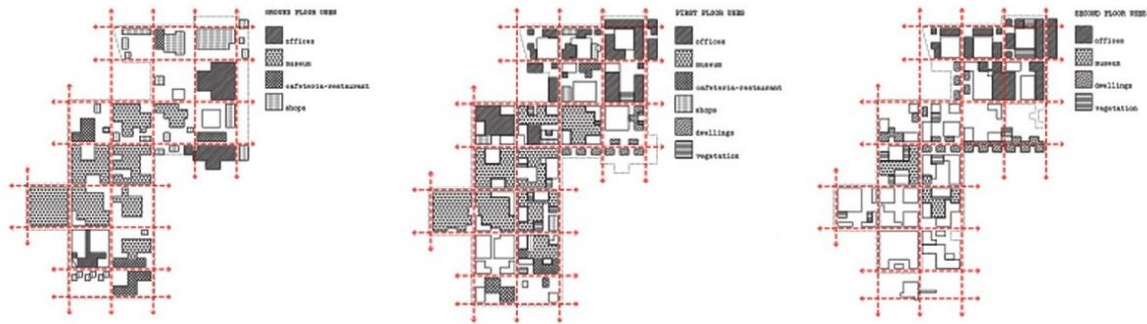 GROUND FLOOR USES
offices
museum
cafeteria-restaurant
shops
FIRST FLOOR USES
offices
museum
cafeteria-restaurant
shops
dwellings
vegetation
SECOND FLOOR USES
offices
museum
dwellings
vegetation